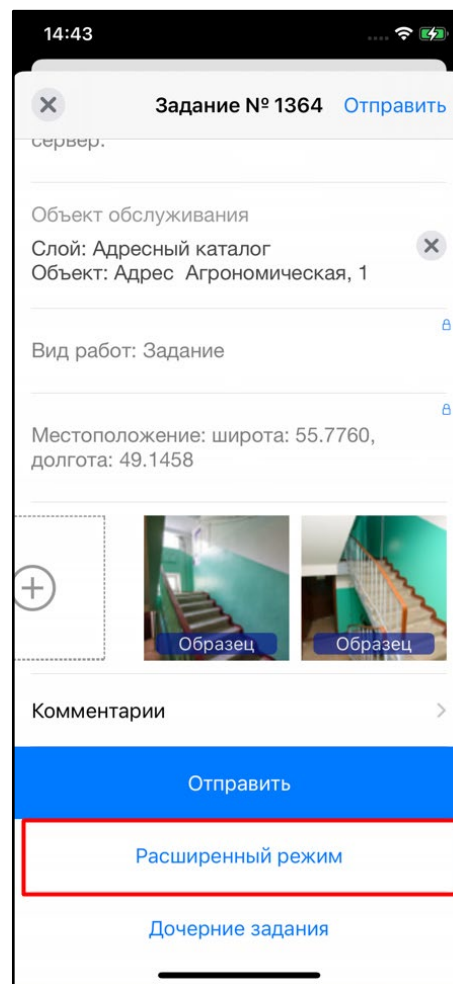 14:43
Задание № 1364 Отправить
сервер.
Объект обслуживания
Слой: Адресный каталог
Объект: Адрес Агрономическая, 1
Вид работ: Задание
Местоположение: широта: 55.7760,
долгота: 49.1458
Образец Образец
Комментарии
Отправить
Расширенный режим
Дочерние задания